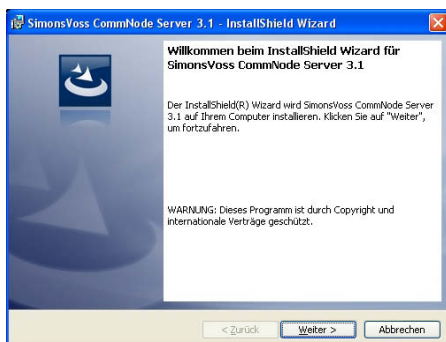 SimonsVoss CommNode Server 3.1 - InstallShield Wizard
Willkommen beim InstallShield Wizard für
SimonsVoss CommNode Server 3.1
Der InstallShield(R) Wizard wird SimonsVoss CommNode Server
3.1 auf Ihrem Computer installieren. Klicken Sie auf "Weiter",
um fortzufahren.
WARNUNG: Dieses Programm ist durch Copyright und
internationale Verträge geschützt.
< Zurück
Weiter >
Abbrechen